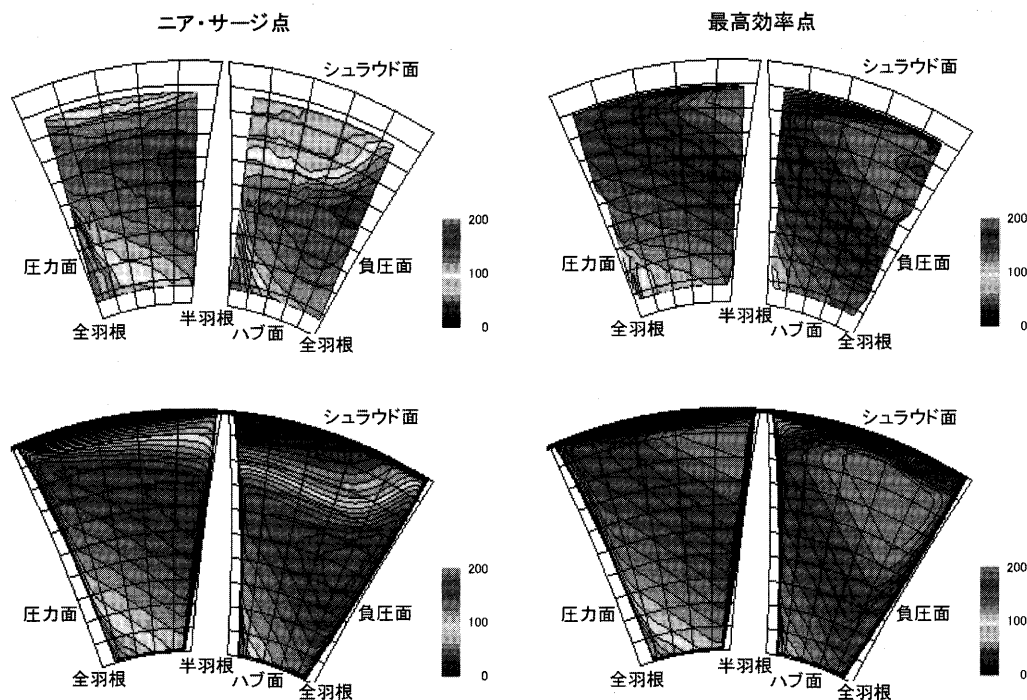 ニア・サージ点
最高効率点
シュラウド面
シュラウド面
圧力面
負圧面
200
100
0
圧力面
負圧面
200
100
0
全羽根
半羽根
ハブ面
全羽根
全羽根
半羽根
ハブ面
全羽根
シュラウド面
シュラウド面
圧力面
負圧面
200
100
0
圧力面
負圧面
200
100
0
全羽根
半羽根
ハブ面
全羽根
全羽根
半羽根
ハブ面
全羽根